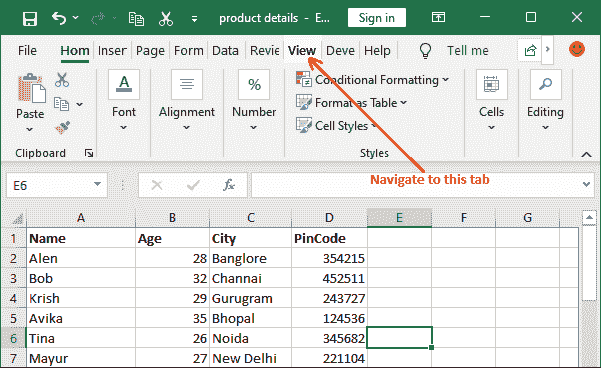 product details - E... Sign in
File Hom Inser Page Form Data Revie View Deve Help Tell me
Conditional Formatting
Paste Font Alignment Number Format as Table Cells Editing
Cell Styles
Clipboard Styles
Navigate to this tab
E6 fx
A B C D E F G
1 Name Age City PinCode
2 Alen 28 Banglore 354215
3 Bob 32 Channai 452511
4 Krish 29 Gurugram 243727
5 Avika 35 Bhopal 124536
6 Tina 26 Noida 345682
7 Mayur 27 New Delhi 221104